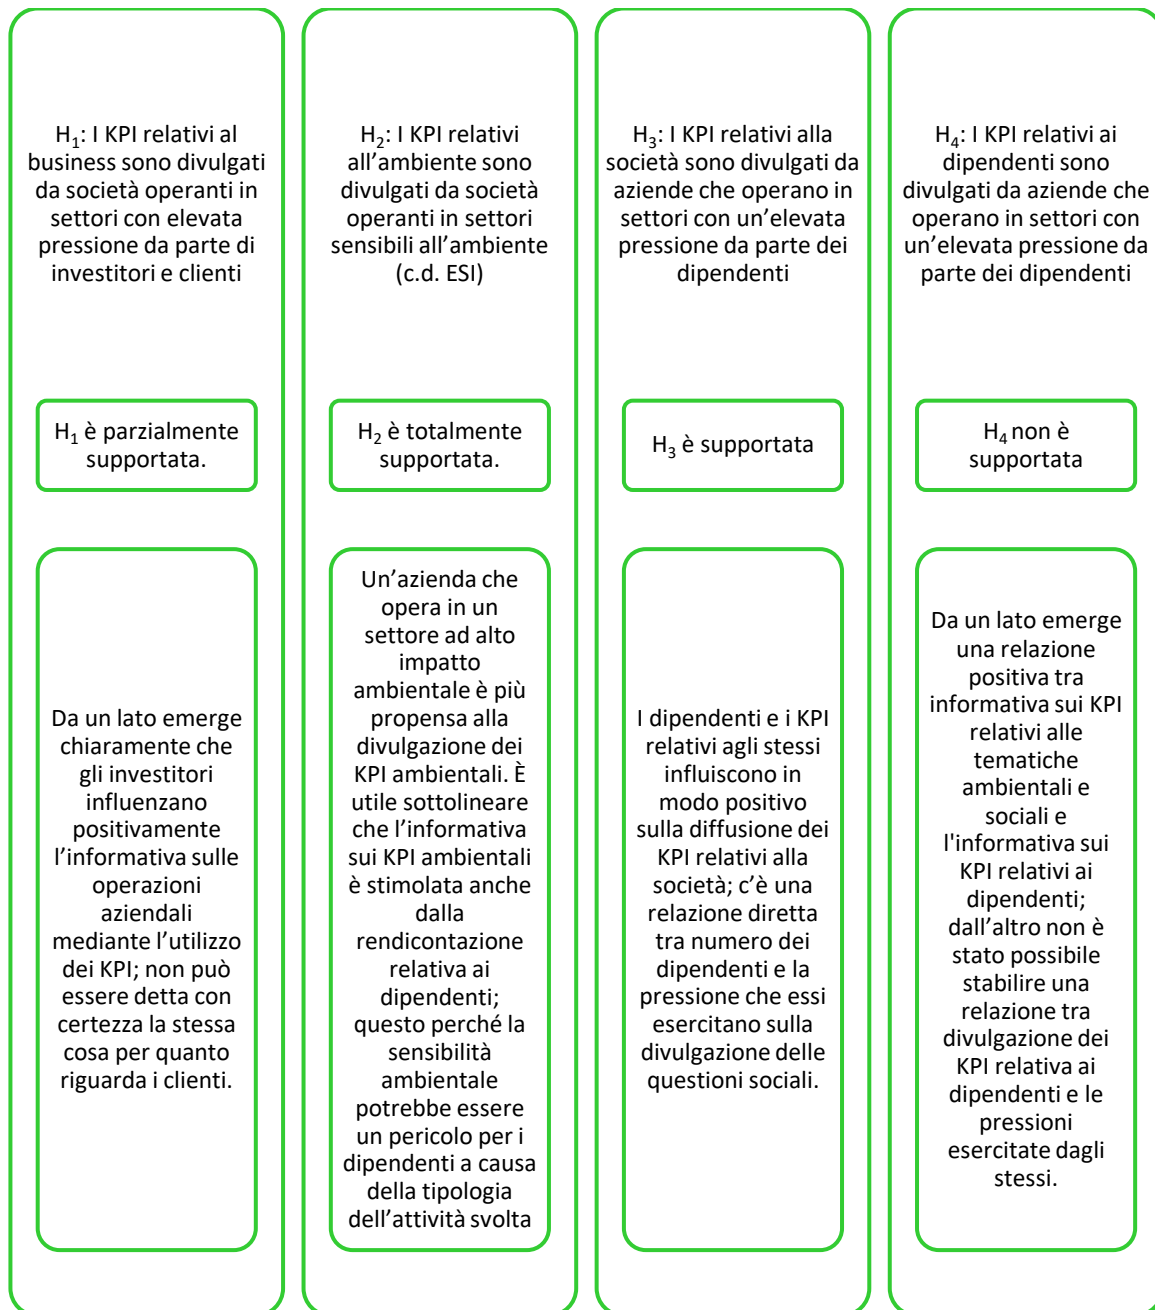 H₁: I KPI relativi al
business sono divulgati
da società operanti in
settori con elevata
pressione da parte di
investitori e clienti
H₁ è parzialmente
supportata.
Da un lato emerge
chiaramente che
gli investitori
influenzano
positivamente
l’informativa sulle
operazioni
aziendali
mediante l’utilizzo
dei KPI; non può
essere detta con
certezza la stessa
cosa per quanto
riguarda i clienti.
H₂: I KPI relativi
all’ambiente sono
divulgati da società
operanti in settori
sensibili all’ambiente
(c.d. ESI)
H₂ è totalmente
supportata.
Un’azienda che
opera in un
settore ad alto
impatto
ambientale è più
propensa alla
divulgazione dei
KPI ambientali. È
utile sottolineare
che l’informativa
sui KPI ambientali
è stimolata anche
dalla
rendicontazione
relativa ai
dipendenti;
questo perché la
sensibilità
ambientale
potrebbe essere
un pericolo per i
dipendenti a causa
della tipologia
dell’attività svolta
H₃: I KPI relativi alla
società sono divulgati da
aziende che operano in
settori con un’elevata
pressione da parte dei
dipendenti
H₃ è supportata
I dipendenti e i KPI
relativi agli stessi
influiscono in
modo positivo
sulla diffusione dei
KPI relativi alla
società; c’è una
relazione diretta
tra numero dei
dipendenti e la
pressione che essi
esercitano sulla
divulgazione delle
questioni sociali.
H₄: I KPI relativi ai
dipendenti sono
divulgati da aziende che
operano in settori con
un’elevata pressione da
parte dei dipendenti
H₄ non è
supportata
Da un lato emerge
una relazione
positiva tra
informativa sui KPI
relativi alle
tematiche
ambientali e
sociali e
l'informativa sui
KPI relativi ai
dipendenti;
dall’altro non è
stato possibile
stabilire una
relazione tra
divulgazione dei
KPI relativa ai
dipendenti e le
pressioni
esercitate dagli
stessi.